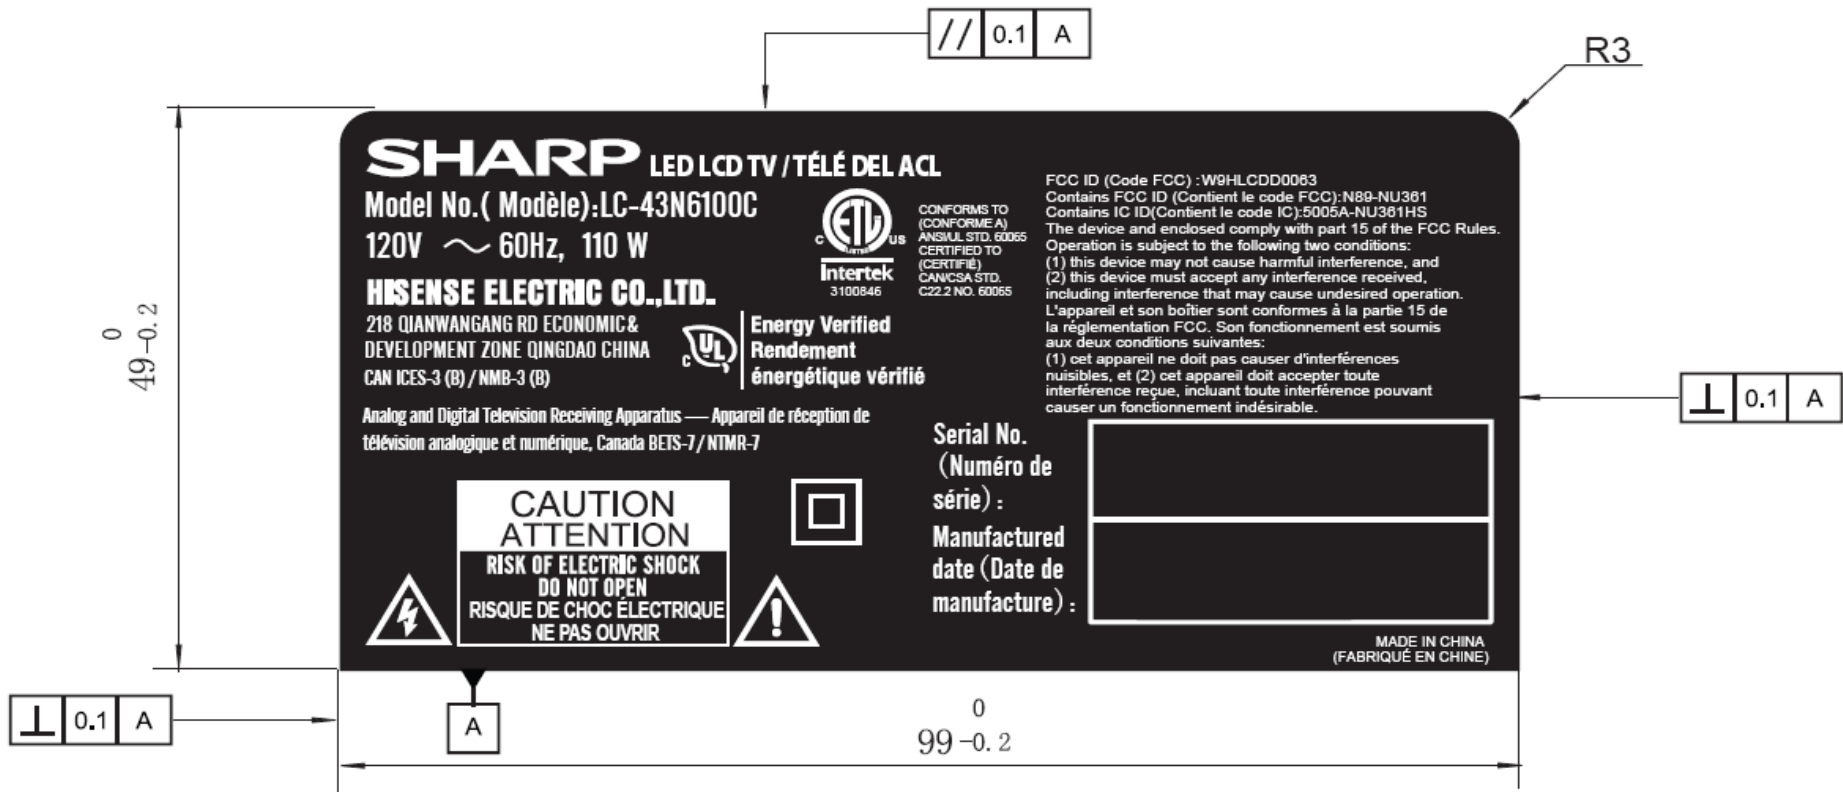 // 0.1 A
R3
SHARP LED LCD TV / TÉLÉ DEL ACL
Model No.( Modèle):LC-43N6100C
120V ~ 60Hz, 110 W
HISENSE ELECTRIC CO.,LTD.
218 QIANWANGANG RD ECONOMIC &
DEVELOPMENT ZONE QINGDAO CHINA
CAN ICES-3 (B) / NMB-3 (B)
ETL
LISTED
C US
Intertek
3100846
CONFORMS TO
(CONFORME A)
ANSI/UL STD. 60065
CERTIFIED TO
(CERTIFIÉ)
CAN/CSA STD.
C22.2 NO. 60065
C UL
Energy Verified
Rendement
énergétique vérifié
Analog and Digital Television Receiving Apparatus — Appareil de réception de
télévision analogique et numérique, Canada BETS-7 / NTMR-7
FCC ID (Code FCC) :W9HLCDD0063
Contains FCC ID (Contient le code FCC):N89-NU361
Contains IC ID(Contient le code IC):5005A-NU361HS
The device and enclosed comply with part 15 of the FCC Rules.
Operation is subject to the following two conditions:
(1) this device may not cause harmful interference, and
(2) this device must accept any interference received,
including interference that may cause undesired operation.
L'appareil et son boîtier sont conformes à la partie 15 de
la réglementation FCC. Son fonctionnement est soumis
aux deux conditions suivantes:
(1) cet appareil ne doit pas causer d'interférences
nuisibles, et (2) cet appareil doit accepter toute
interférence reçue, incluant toute interférence pouvant
causer un fonctionnement indésirable.
Serial No.
(Numéro de
série) :
Manufactured
date (Date de
manufacture) :
CAUTION
ATTENTION
RISK OF ELECTRIC SHOCK
DO NOT OPEN
RISQUE DE CHOC ÉLECTRIQUE
NE PAS OUVRIR
!
MADE IN CHINA
(FABRIQUÉ EN CHINE)
0
49-0.2
⊥ 0.1 A
⊥ 0.1 A
A
0
99-0.2